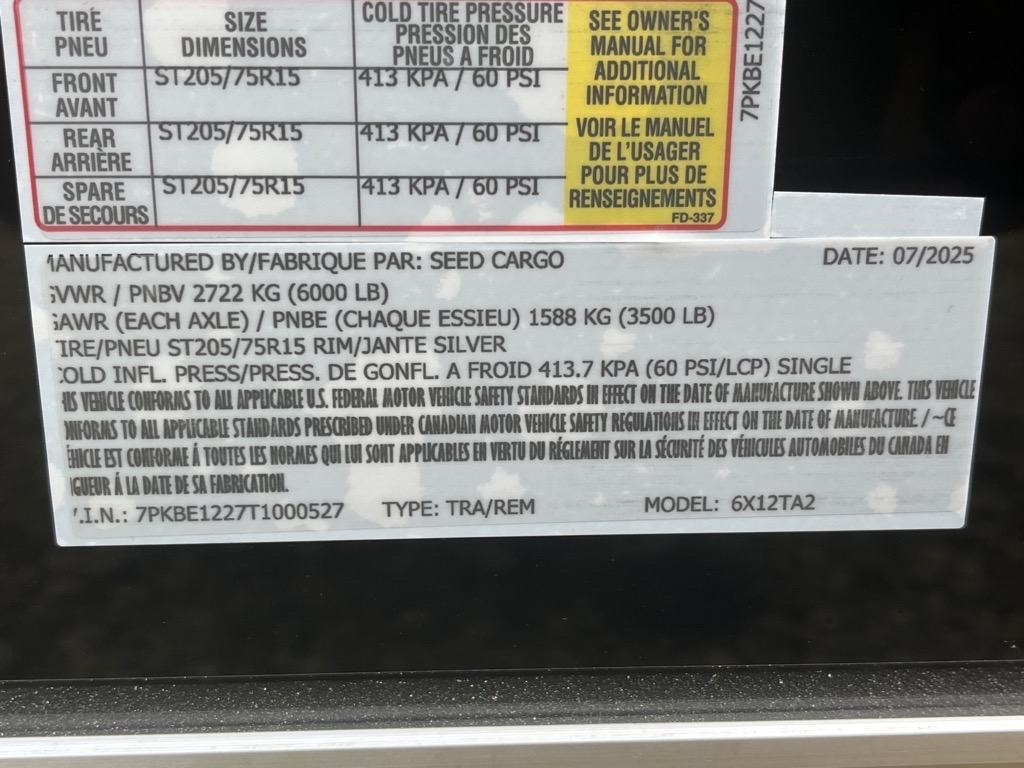 TIRE PNEU
SIZE DIMENSIONS
COLD TIRE PRESSURE PRESSION DES PNEUS A FROID
SEE OWNER'S MANUAL FOR ADDITIONAL INFORMATION
VOIR LE MANUEL DE L'USAGER POUR PLUS DE RENSEIGNEMENTS
FD-337
7PKBE1227
FRONT AVANT ST205/75R15 413 KPA / 60 PSI
REAR ARRIÈRE ST205/75R15 413 KPA / 60 PSI
SPARE DE SECOURS ST205/75R15 413 KPA / 60 PSI
MANUFACTURED BY/FABRIQUE PAR: SEED CARGO DATE: 07/2025
GVWR / PNBV 2722 KG (6000 LB)
GAWR (EACH AXLE) / PNBE (CHAQUE ESSIEU) 1588 KG (3500 LB)
TIRE/PNEU ST205/75R15 RIM/JANTE SILVER
COLD INFL. PRESS/PRESS. DE GONFL. A FROID 413.7 KPA (60 PSI/LCP) SINGLE
THIS VEHICLE CONFORMS TO ALL APPLICABLE U.S. FEDERAL MOTOR VEHICLE SAFETY STANDARDS IN EFFECT ON THE DATE OF MANUFACTURE SHOWN ABOVE. THIS VEHICLE
CONFORMS TO ALL APPLICABLE STANDARDS PRESCRIBED UNDER CANADIAN MOTOR VEHICLE SAFETY REGULATIONS IN EFFECT ON THE DATE OF MANUFACTURE. / ~CE
VÉHICLE EST CONFORME Á TOUTES LES NORMES QUI LUI SONT APPLICABLES EN VERTU DU RÉGLEMENT SUR LA SÉCURITÉ DES VÉHICULES AUTOMOBILES DU CANADA EN
VIGUEUR Á LA DATE DE SA FABRICATION.
V.I.N.: 7PKBE1227T1000527 TYPE: TRA/REM MODEL: 6X12TA2